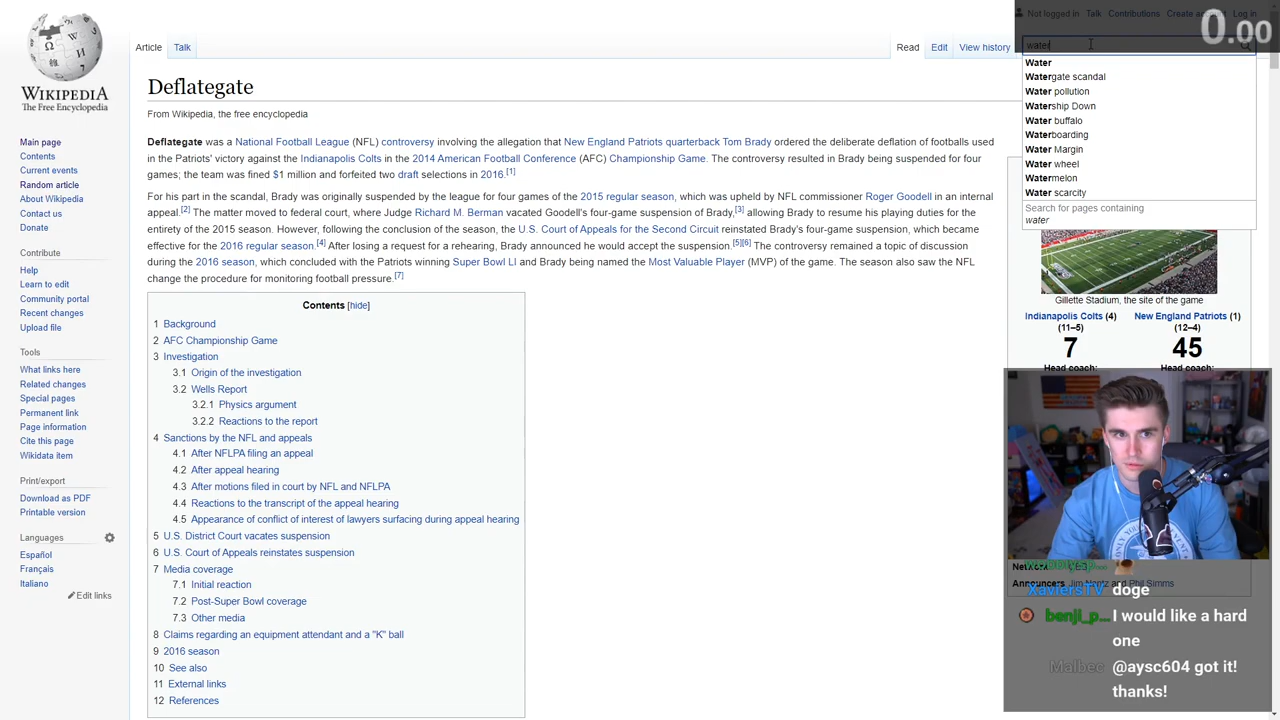 WIKIPEDIA
The Free Encyclopedia
Main page
Contents
Current events
Random article
About Wikipedia
Contact us
Donate
Contribute
Help
Learn to edit
Community portal
Recent changes
Upload file
Tools
What links here
Related changes
Special pages
Permanent link
Page information
Cite this page
Wikidata item
Print/export
Download as PDF
Printable version
Languages
Español
Français
Italiano
Edit links
Article Talk
Read Edit View history
Not logged in Talk Contributions Create account Log in
0.00
water
Water
Watergate scandal
Water pollution
Watership Down
Water buffalo
Waterboarding
Water Margin
Water wheel
Watermelon
Water scarcity
Search for pages containing
water
Deflategate
From Wikipedia, the free encyclopedia
Deflategate was a National Football League (NFL) controversy involving the allegation that New England Patriots quarterback Tom Brady ordered the deliberate deflation of footballs used
in the Patriots' victory against the Indianapolis Colts in the 2014 American Football Conference (AFC) Championship Game. The controversy resulted in Brady being suspended for four
games; the team was fined $1 million and forfeited two draft selections in 2016.[1]
For his part in the scandal, Brady was originally suspended by the league for four games of the 2015 regular season, which was upheld by NFL commissioner Roger Goodell in an internal
appeal.[2] The matter moved to federal court, where Judge Richard M. Berman vacated Goodell's four-game suspension of Brady,[3] allowing Brady to resume his playing duties for the
entirety of the 2015 season. However, following the conclusion of the season, the U.S. Court of Appeals for the Second Circuit reinstated Brady's four-game suspension, which became
effective for the 2016 regular season.[4] After losing a request for a rehearing, Brady announced he would accept the suspension.[5][6] The controversy remained a topic of discussion
during the 2016 season, which concluded with the Patriots winning Super Bowl LI and Brady being named the Most Valuable Player (MVP) of the game. The season also saw the NFL
change the procedure for monitoring football pressure.[7]
Contents [hide]
1 Background
2 AFC Championship Game
3 Investigation
3.1 Origin of the investigation
3.2 Wells Report
3.2.1 Physics argument
3.2.2 Reactions to the report
4 Sanctions by the NFL and appeals
4.1 After NFLPA filing an appeal
4.2 After appeal hearing
4.3 After motions filed in court by NFL and NFLPA
4.4 Reactions to the transcript of the appeal hearing
4.5 Appearance of conflict of interest of lawyers surfacing during appeal hearing
5 U.S. District Court vacates suspension
6 U.S. Court of Appeals reinstates suspension
7 Media coverage
7.1 Initial reaction
7.2 Post-Super Bowl coverage
7.3 Other media
8 Claims regarding an equipment attendant and a "K" ball
9 2016 season
10 See also
11 External links
12 References
Gillette Stadium, the site of the game
Indianapolis Colts (4) New England Patriots (1)
(11–5) (12–4)
7 45
Head coach: Head coach:
Announcers Jim Nantz and Phil Simms
XaviersTV doge
benji_p... I would like a hard
one
Malbec @aysc604 got it!
thanks!